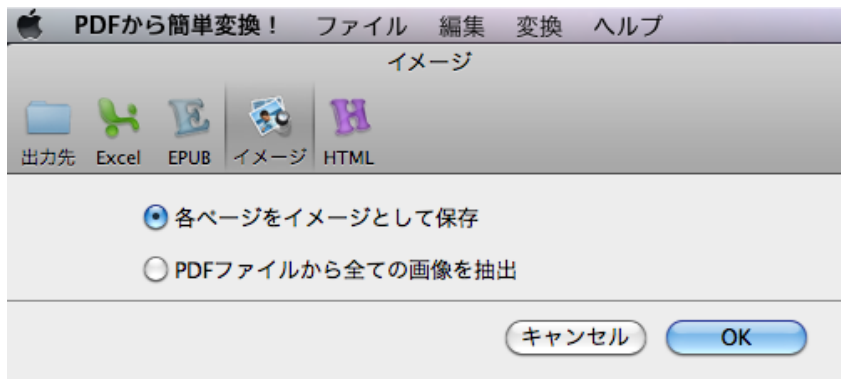 PDFから簡単変換！ ファイル 編集 変換 ヘルプ
イメージ
出力先 Excel EPUB イメージ HTML
各ページをイメージとして保存
PDFファイルから全ての画像を抽出
キャンセル OK